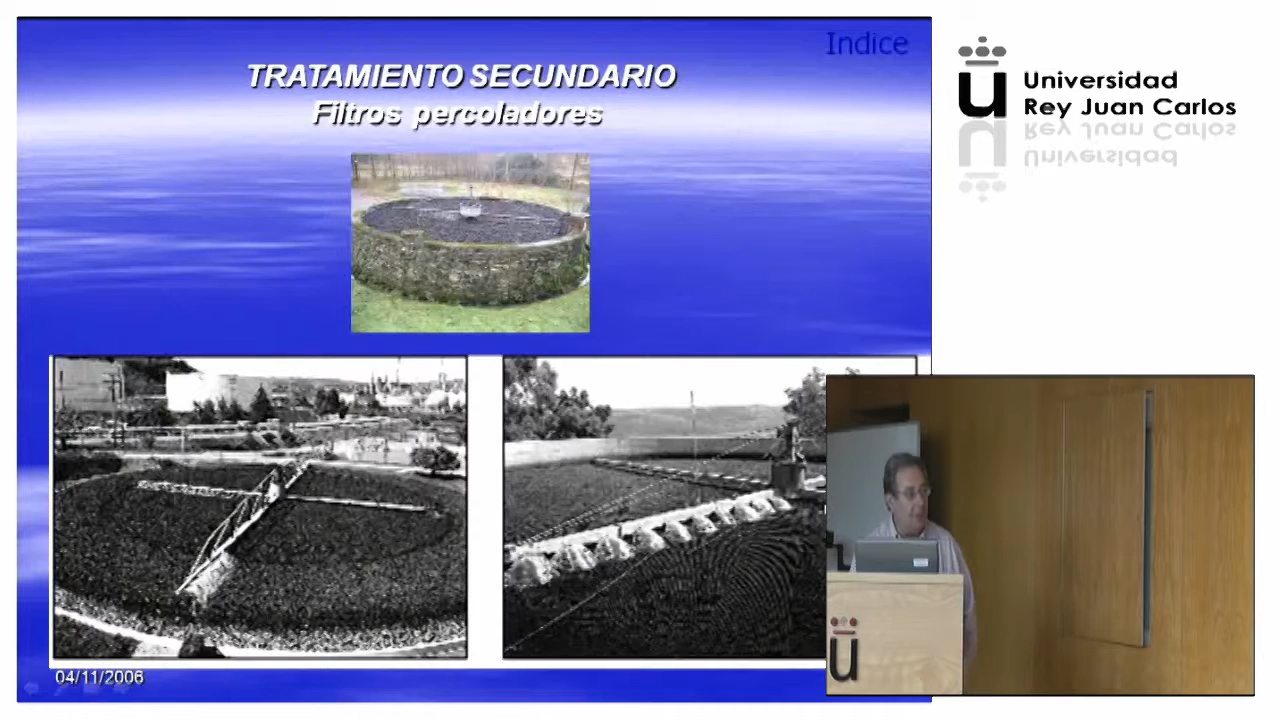 Indice
TRATAMIENTO SECUNDARIO
Filtros percoladores
04/11/2006
Universidad
Rey Juan Carlos